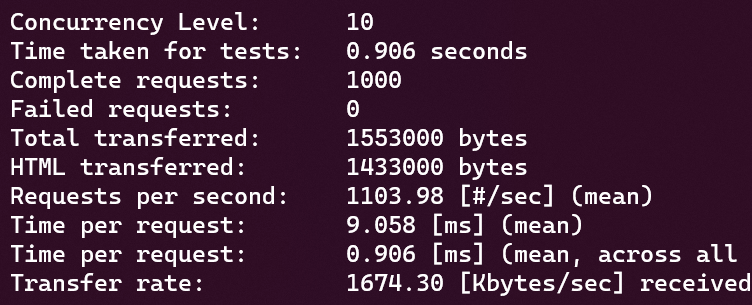 Concurrency Level:      10
Time taken for tests:   0.906 seconds
Complete requests:      1000
Failed requests:        0
Total transferred:      1553000 bytes
HTML transferred:       1433000 bytes
Requests per second:    1103.98 [#/sec] (mean)
Time per request:       9.058 [ms] (mean)
Time per request:       0.906 [ms] (mean, across all
Transfer rate:          1674.30 [Kbytes/sec] received